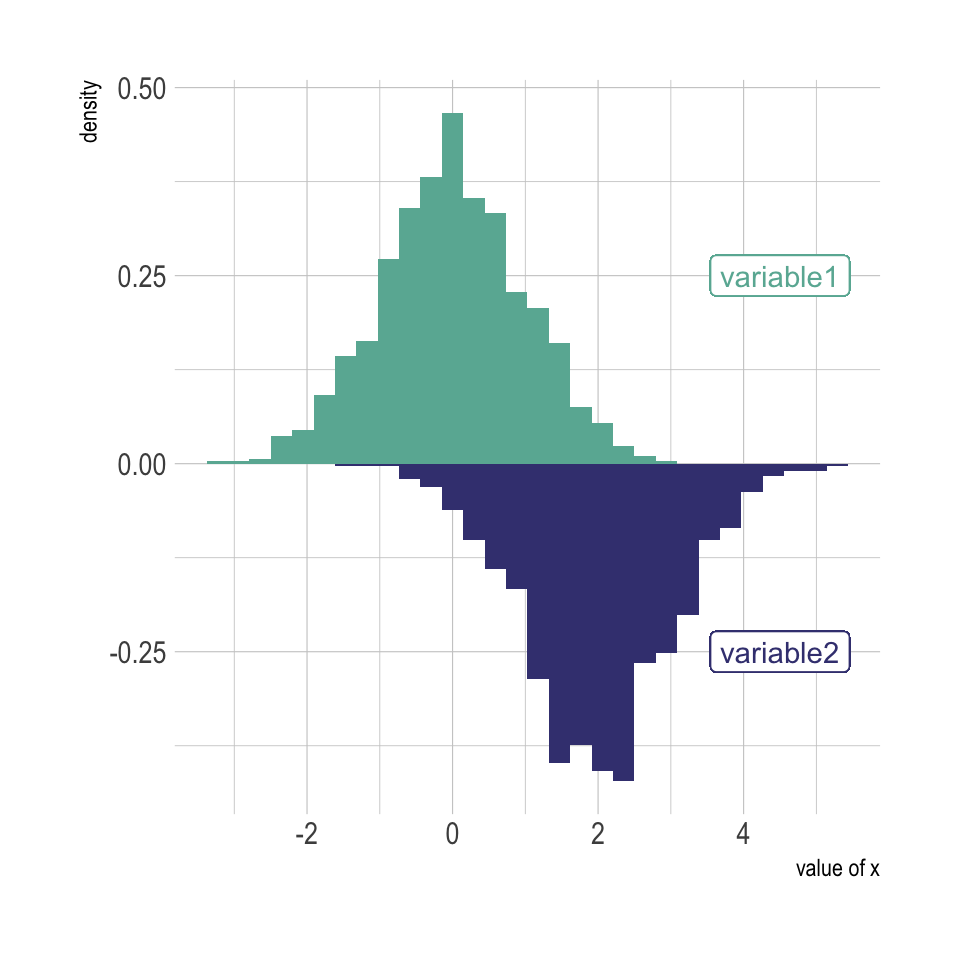 density
0.50
0.25
variable1
0.00
-0.25
variable2
-2 0 2 4
value of x